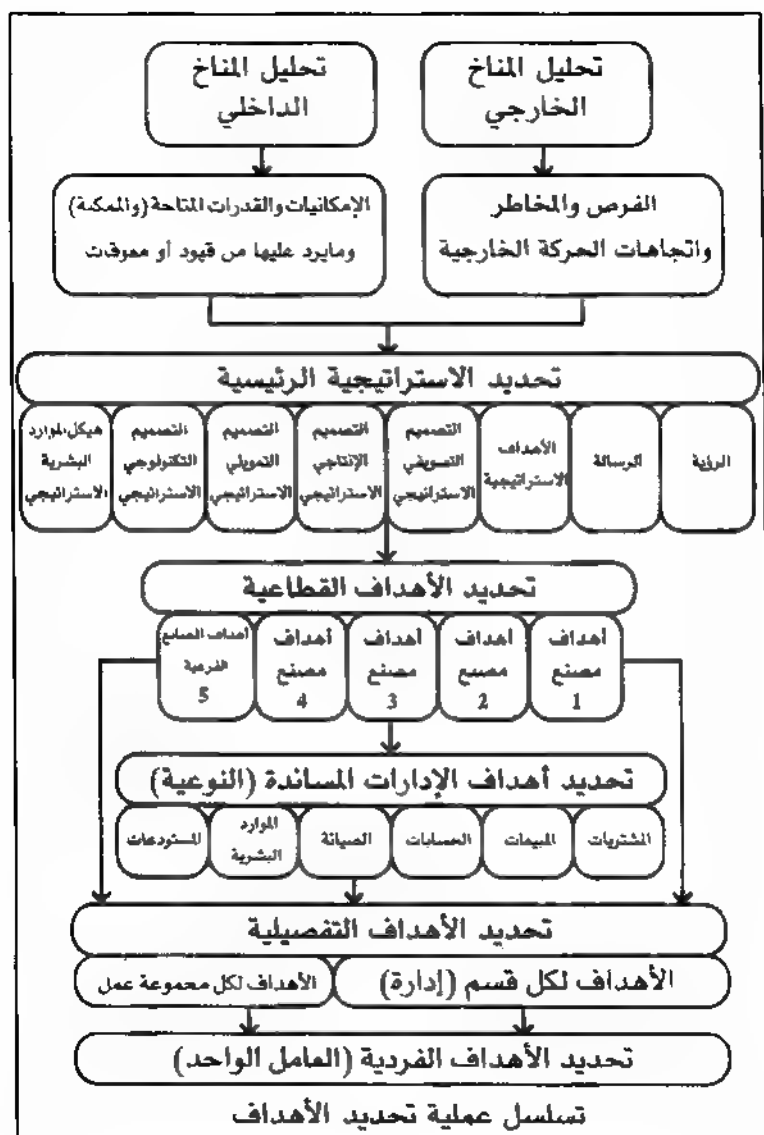 تحليل المناخ
الخارجي
تحليل المناخ
الداخلي
الفرص والمخاطر
واتجاهات الحركة الخارجية
الإمكانيات والقدرات المتاحة (والممكنة)
ومايرد عليها من قيود أو معوقات
تحديد الاستراتيجية الرئيسية
الرؤية
الرسالة
الأهداف
الاستراتيجية
التصميم
التسويقي
الاستراتيجي
التصميم
الإنتاجي
الاستراتيجي
التصميم
التمويلي
الاستراتيجي
التصميم
التكنولوجي
الاستراتيجي
هيكل الموارد
البشرية
الاستراتيجي
تحديد الأهداف القطاعية
أهداف
مصنع
1
أهداف
مصنع
2
أهداف
مصنع
3
أهداف
مصنع
4
أهداف المصانع
الفرعية
5
تحديد أهداف الإدارات المساندة (النوعية)
المشتريات
المبيعات
الحسابات
الصيانة
الموارد
البشرية
المستودعات
تحديد الأهداف التفصيلية
الأهداف لكل قسم (إدارة)
الأهداف لكل مجموعة عمل
تحديد الأهداف الفردية (العامل الواحد)
تسلسل عملية تحديد الأهداف